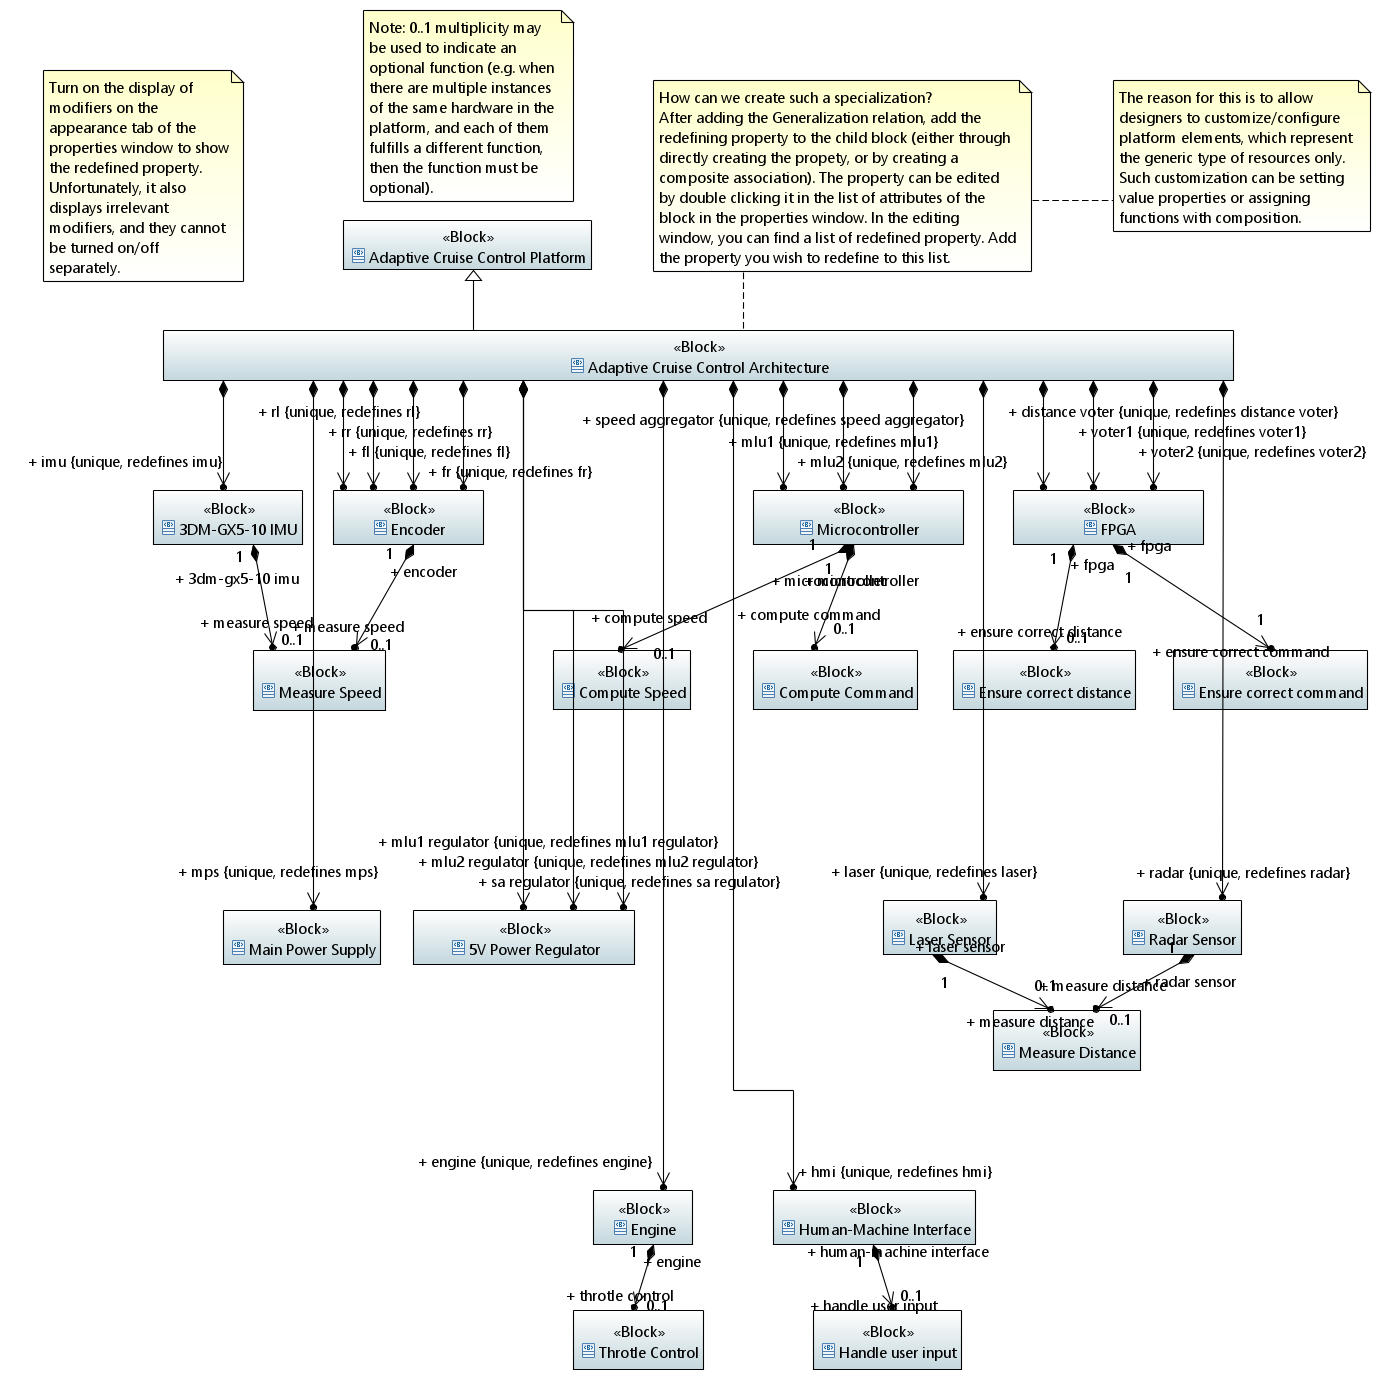 Note: 0..1 multiplicity may
be used to indicate an
optional function (e.g. when
there are multiple instances
of the same hardware in the
platform, and each of them
fulfills a different function,
then the function must be
optional).
Turn on the display of
modifiers on the
appearance tab of the
properties window to show
the redefined property.
Unfortunately, it also
displays irrelevant
modifiers, and they cannot
be turned on/off
separately.
How can we create such a specialization?
After adding the Generalization relation, add the
redefining property to the child block (either through
directly creating the propety, or by creating a
composite association). The property can be edited
by double clicking it in the list of attributes of the
block in the properties window. In the editing
window, you can find a list of redefined property. Add
the property you wish to redefine to this list.
The reason for this is to allow
designers to customize/configure
platform elements, which represent
the generic type of resources only.
Such customization can be setting
value properties or assigning
functions with composition.
«Block»
Adaptive Cruise Control Platform
«Block»
Adaptive Cruise Control Architecture
+ rl {unique, redefines rl}
+ rr {unique, redefines rr}
+ fl {unique, redefines fl}
+ fr {unique, redefines fr}
+ imu {unique, redefines imu}
+ speed aggregator {unique, redefines speed aggregator}
+ mlu1 {unique, redefines mlu1}
+ mlu2 {unique, redefines mlu2}
+ distance voter {unique, redefines distance voter}
+ voter1 {unique, redefines voter1}
+ voter2 {unique, redefines voter2}
«Block»
3DM-GX5-10 IMU
«Block»
Encoder
«Block»
Microcontroller
«Block»
FPGA
1
+ 3dm-gx5-10 imu
+ measure speed
0..1
1
+ encoder
+ measure speed
0..1
1
+ microcontroller
+ compute speed
0..1
1
+ microcontroller
+ compute command
0..1
1
+ fpga
+ ensure correct distance
0..1
+ fpga
1
1
+ ensure correct command
«Block»
Measure Speed
«Block»
Compute Speed
«Block»
Compute Command
«Block»
Ensure correct distance
«Block»
Ensure correct command
+ mps {unique, redefines mps}
+ mlu1 regulator {unique, redefines mlu1 regulator}
+ mlu2 regulator {unique, redefines mlu2 regulator}
+ sa regulator {unique, redefines sa regulator}
+ laser {unique, redefines laser}
+ radar {unique, redefines radar}
«Block»
Main Power Supply
«Block»
5V Power Regulator
«Block»
Laser Sensor
«Block»
Radar Sensor
+ laser sensor
1
0..1
+ measure distance
1
+ radar sensor
+ measure distance
0..1
«Block»
Measure Distance
+ engine {unique, redefines engine}
+ hmi {unique, redefines hmi}
«Block»
Engine
«Block»
Human-Machine Interface
1
+ engine
+ throtle control
0..1
+ human-machine interface
1
0..1
+ handle user input
«Block»
Throtle Control
«Block»
Handle user input